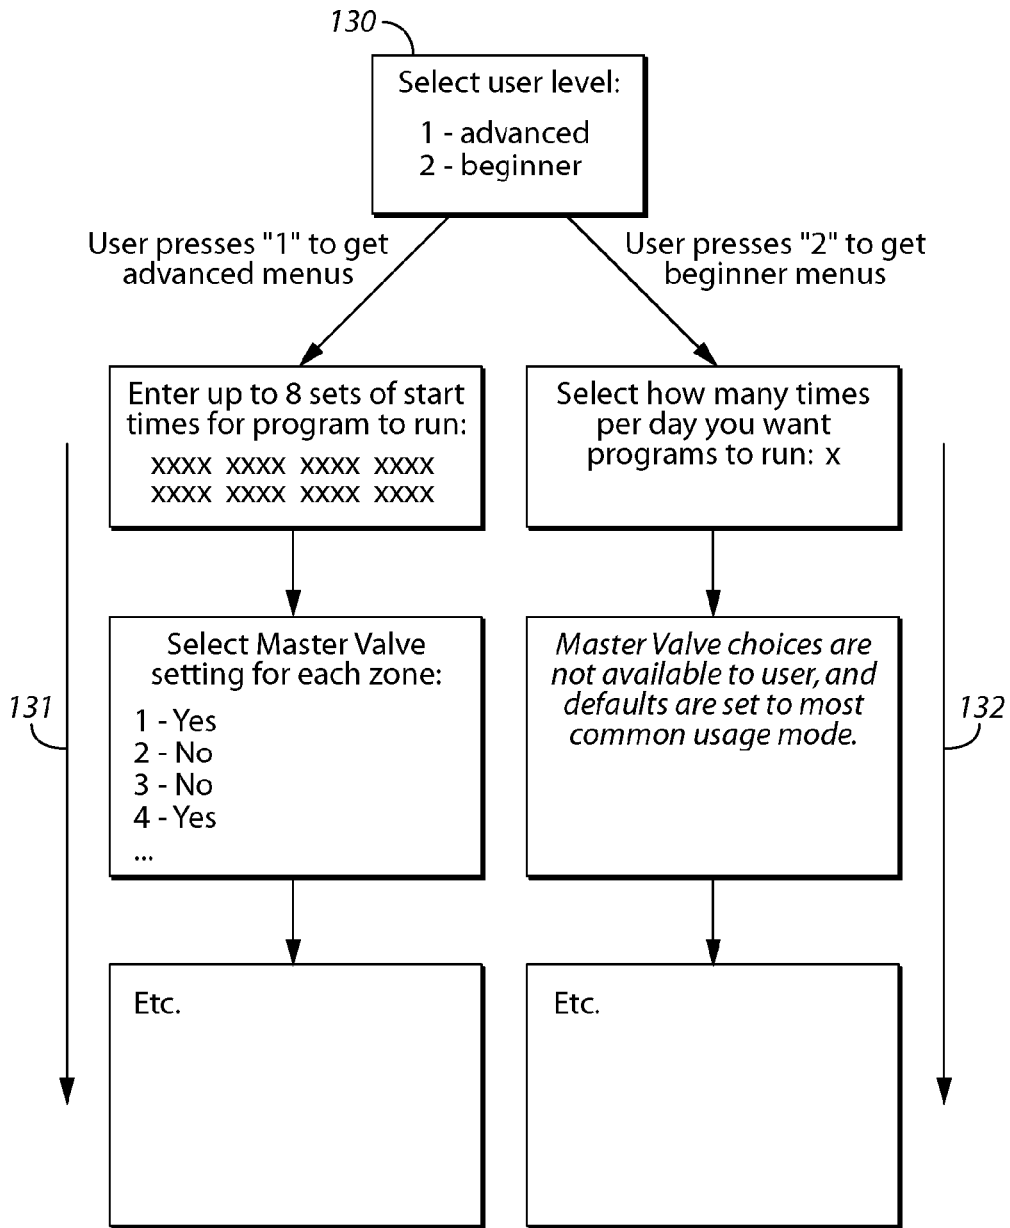 130
Select user level:
1 - advanced
2 - beginner
User presses "1" to get
advanced menus
User presses "2" to get
beginner menus
Enter up to 8 sets of start
times for program to run:
xxxx xxxx xxxx xxxx
xxxx xxxx xxxx xxxx
Select how many times
per day you want
programs to run: x
131
Select Master Valve
setting for each zone:
1 - Yes
2 - No
3 - No
4 - Yes
...
Master Valve choices are
not available to user, and
defaults are set to most
common usage mode.
132
Etc.
Etc.